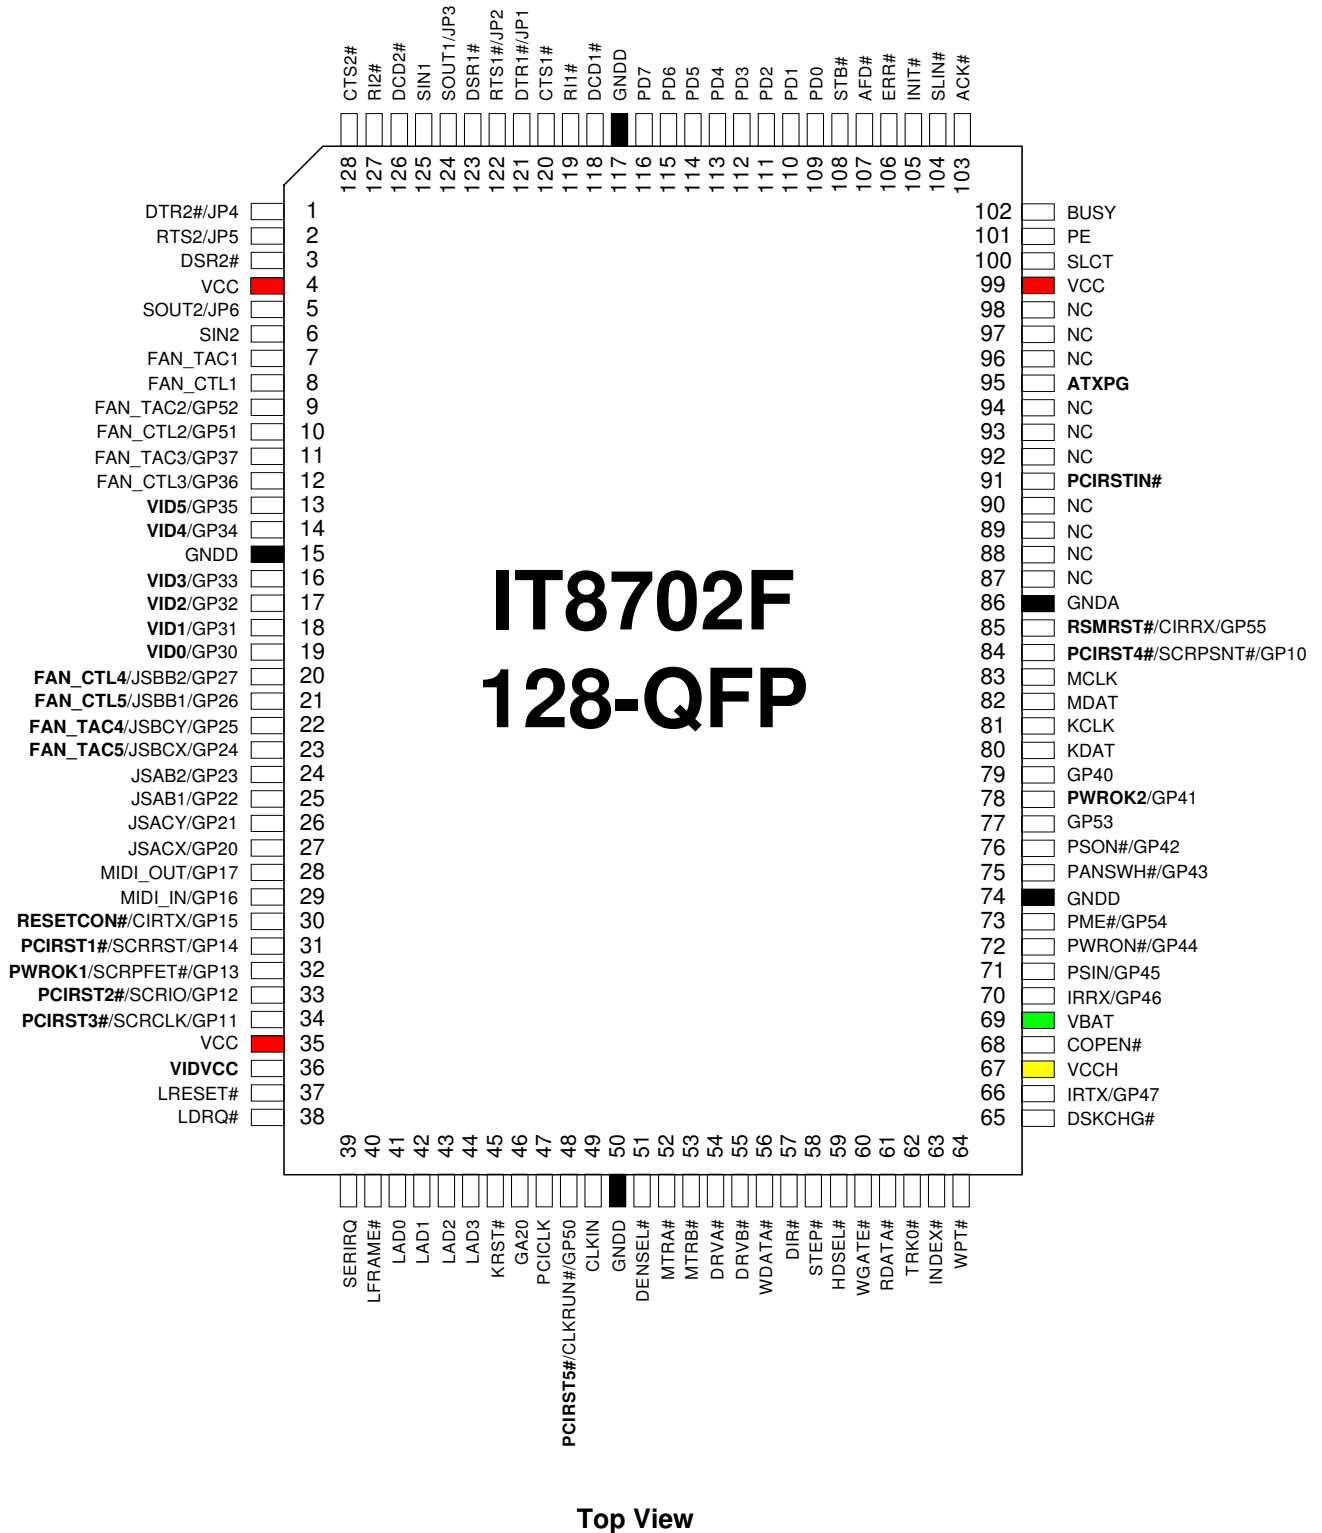 CTS2#
RI2#
DCD2#
SIN1
SOUT1/JP3
DSR1#
RTS1#/JP2
DTR1#/JP1
CTS1#
RI1#
DCD1#
GNDD
PD7
PD6
PD5
PD4
PD3
PD2
PD1
PD0
STB#
AFD#
ERR#
INIT#
SLIN#
ACK#
128
127
126
125
124
123
122
121
120
119
118
117
116
115
114
113
112
111
110
109
108
107
106
105
104
103
DTR2#/JP4 1
RTS2/JP5 2
DSR2# 3
VCC 4
SOUT2/JP6 5
SIN2 6
FAN_TAC1 7
FAN_CTL1 8
FAN_TAC2/GP52 9
FAN_CTL2/GP51 10
FAN_TAC3/GP37 11
FAN_CTL3/GP36 12
VID5/GP35 13
VID4/GP34 14
GNDD 15
VID3/GP33 16
VID2/GP32 17
VID1/GP31 18
VID0/GP30 19
FAN_CTL4/JSBB2/GP27 20
FAN_CTL5/JSBB1/GP26 21
FAN_TAC4/JSBCY/GP25 22
FAN_TAC5/JSBCX/GP24 23
JSAB2/GP23 24
JSAB1/GP22 25
JSACY/GP21 26
JSACX/GP20 27
MIDI_OUT/GP17 28
MIDI_IN/GP16 29
RESETCON#/CIRTX/GP15 30
PCIRST1#/SCRRST/GP14 31
PWROK1/SCRPFET#/GP13 32
PCIRST2#/SCRIO/GP12 33
PCIRST3#/SCRCLK/GP11 34
VCC 35
VIDVCC 36
LRESET# 37
LDRQ# 38
IT8702F
128-QFP
102 BUSY
101 PE
100 SLCT
99 VCC
98 NC
97 NC
96 NC
95 ATXPG
94 NC
93 NC
92 NC
91 PCIRSTIN#
90 NC
89 NC
88 NC
87 NC
86 GNDA
85 RSMRST#/CIRRX/GP55
84 PCIRST4#/SCRPSNT#/GP10
83 MCLK
82 MDAT
81 KCLK
80 KDAT
79 GP40
78 PWROK2/GP41
77 GP53
76 PSON#/GP42
75 PANSWH#/GP43
74 GNDD
73 PME#/GP54
72 PWRON#/GP44
71 PSIN/GP45
70 IRRX/GP46
69 VBAT
68 COPEN#
67 VCCH
66 IRTX/GP47
65 DSKCHG#
39
40
41
42
43
44
45
46
47
48
49
50
51
52
53
54
55
56
57
58
59
60
61
62
63
64
SERIRQ
LFRAME#
LAD0
LAD1
LAD2
LAD3
KRST#
GA20
PCICLK
PCIRST5#/CLKRUN#/GP50
CLKIN
GNDD
DENSEL#
MTRA#
MTRB#
DRVA#
DRVB#
WDATA#
DIR#
STEP#
HDSEL#
WGATE#
RDATA#
TRK0#
INDEX#
WPT#
Top View